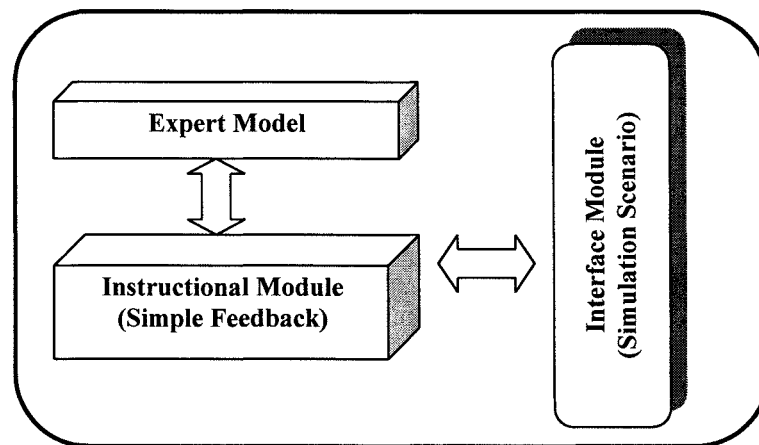 Expert Model
Instructional Module
(Simple Feedback)
Interface Module
(Simulation Scenario)